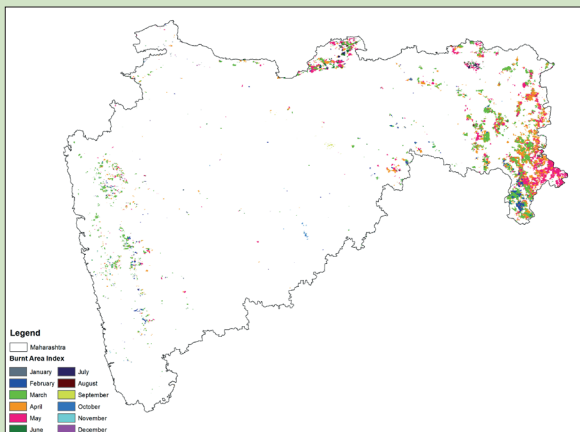 Legend
Maharashtra
Burnt Area Index
January
July
February
August
March
September
April
October
May
November
June
December